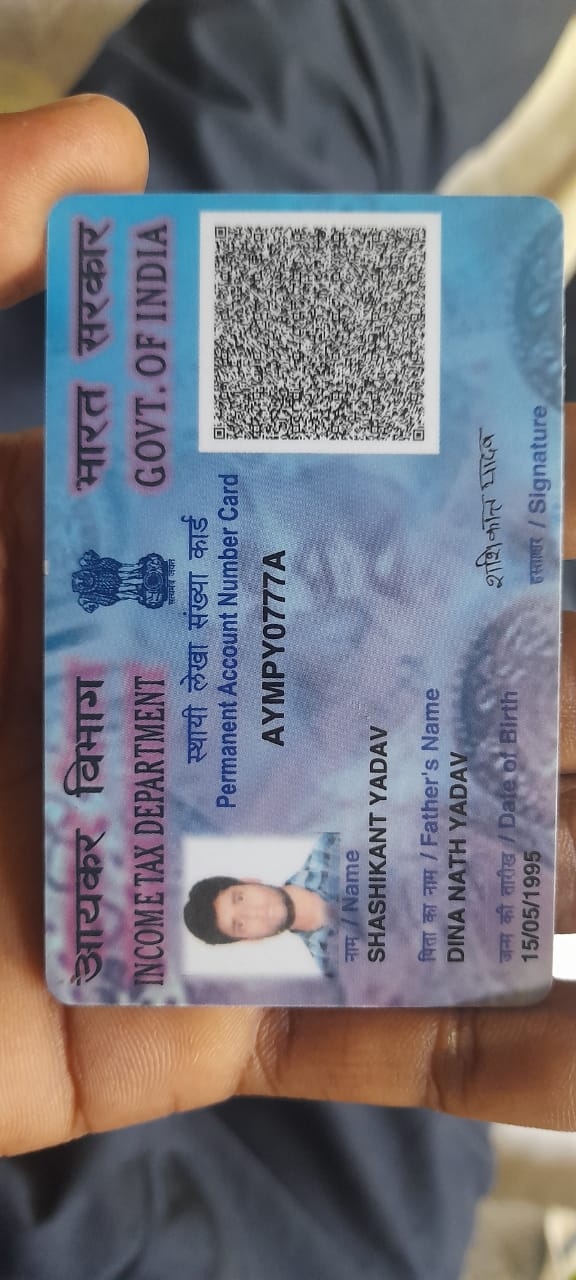 आयकर विभाग
INCOME TAX DEPARTMENT
भारत सरकार
GOVT. OF INDIA
सत्यमेव जयते
स्थायी लेखा संख्या कार्ड
Permanent Account Number Card
AYMPY0777A
नाम / Name
SHASHIKANT YADAV
पिता का नाम / Father's Name
DINA NATH YADAV
जन्म की तारीख / Date of Birth
15/05/1995
शशिकान्त यादव
हस्ताक्षर / Signature